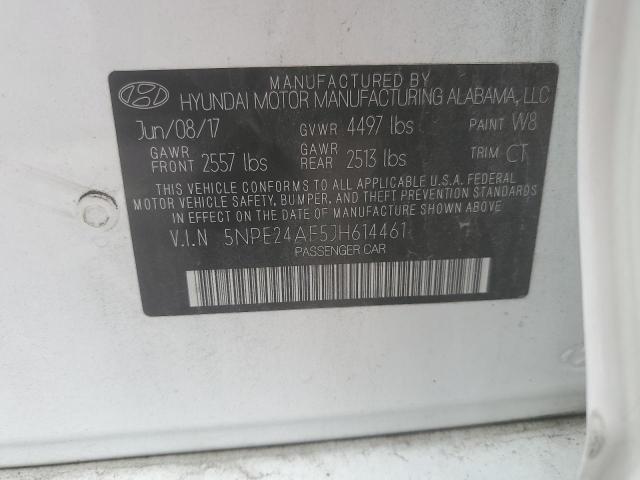 MANUFACTURED BY
HYUNDAI MOTOR MANUFACTURING ALABAMA, LLC
Jun/08/17 GVWR 4497 lbs PAINT W8
GAWR FRONT 2557 lbs GAWR REAR 2513 lbs TRIM CT
THIS VEHICLE CONFORMS TO ALL APPLICABLE U.S.A. FEDERAL
MOTOR VEHICLE SAFETY, BUMPER, AND THEFT PREVENTION STANDARDS
IN EFFECT ON THE DATE OF MANUFACTURE SHOWN ABOVE.
V.I.N 5NPE24AF5JH614461
PASSENGER CAR